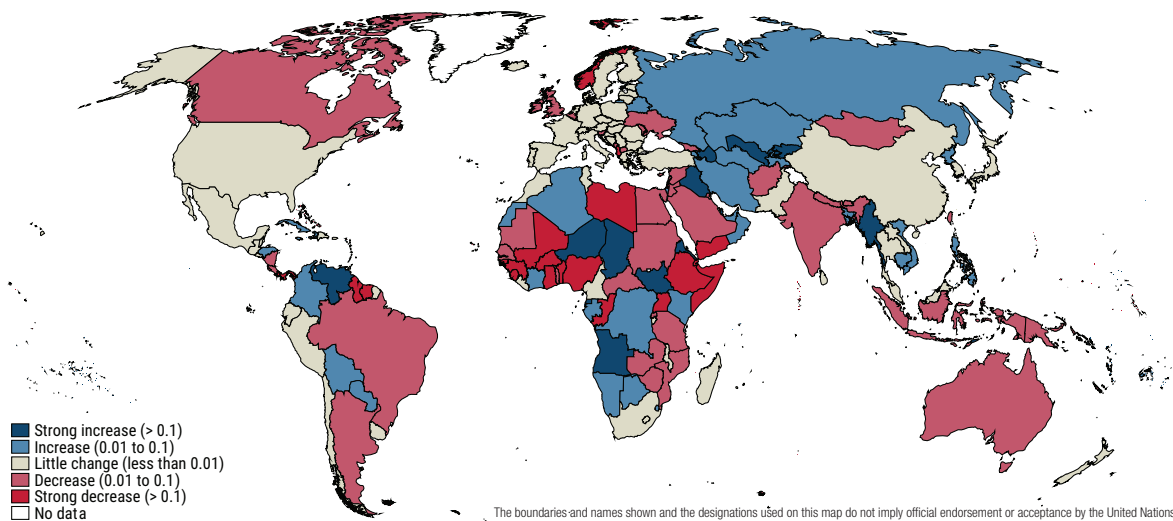 Strong increase (> 0.1)
Increase (0.01 to 0.1)
Little change (less than 0.01)
Decrease (0.01 to 0.1)
Strong decrease (> 0.1)
No data
The boundaries and names shown and the designations used on this map do not imply official endorsement or acceptance by the United Nations